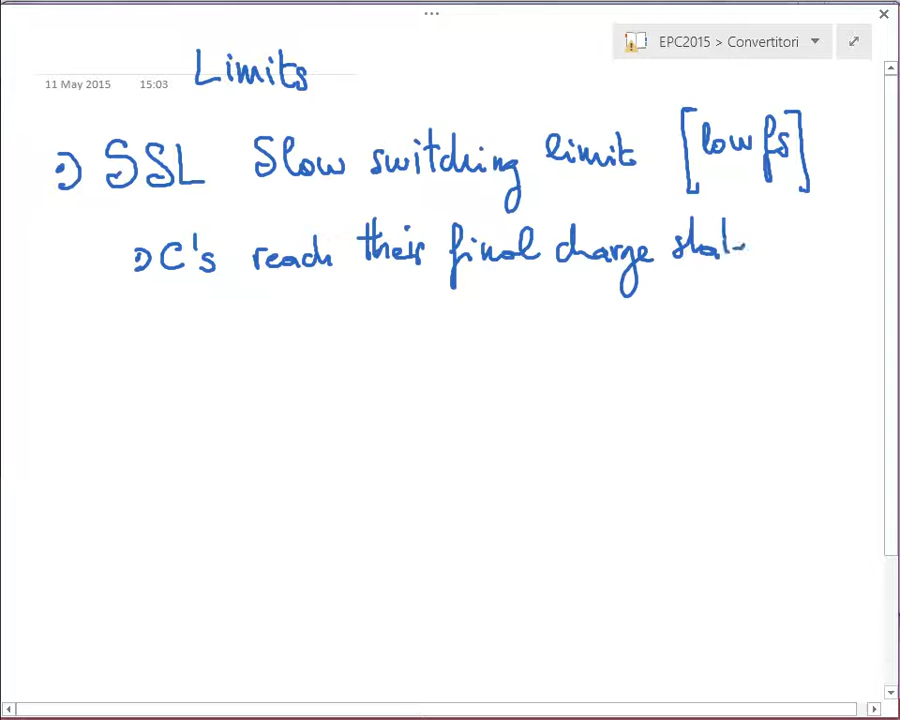 EPC2015 > Convertitori
Limits
11 May 2015 15:03
SSL Slow switching limit [low fs]
C's reach their final charge